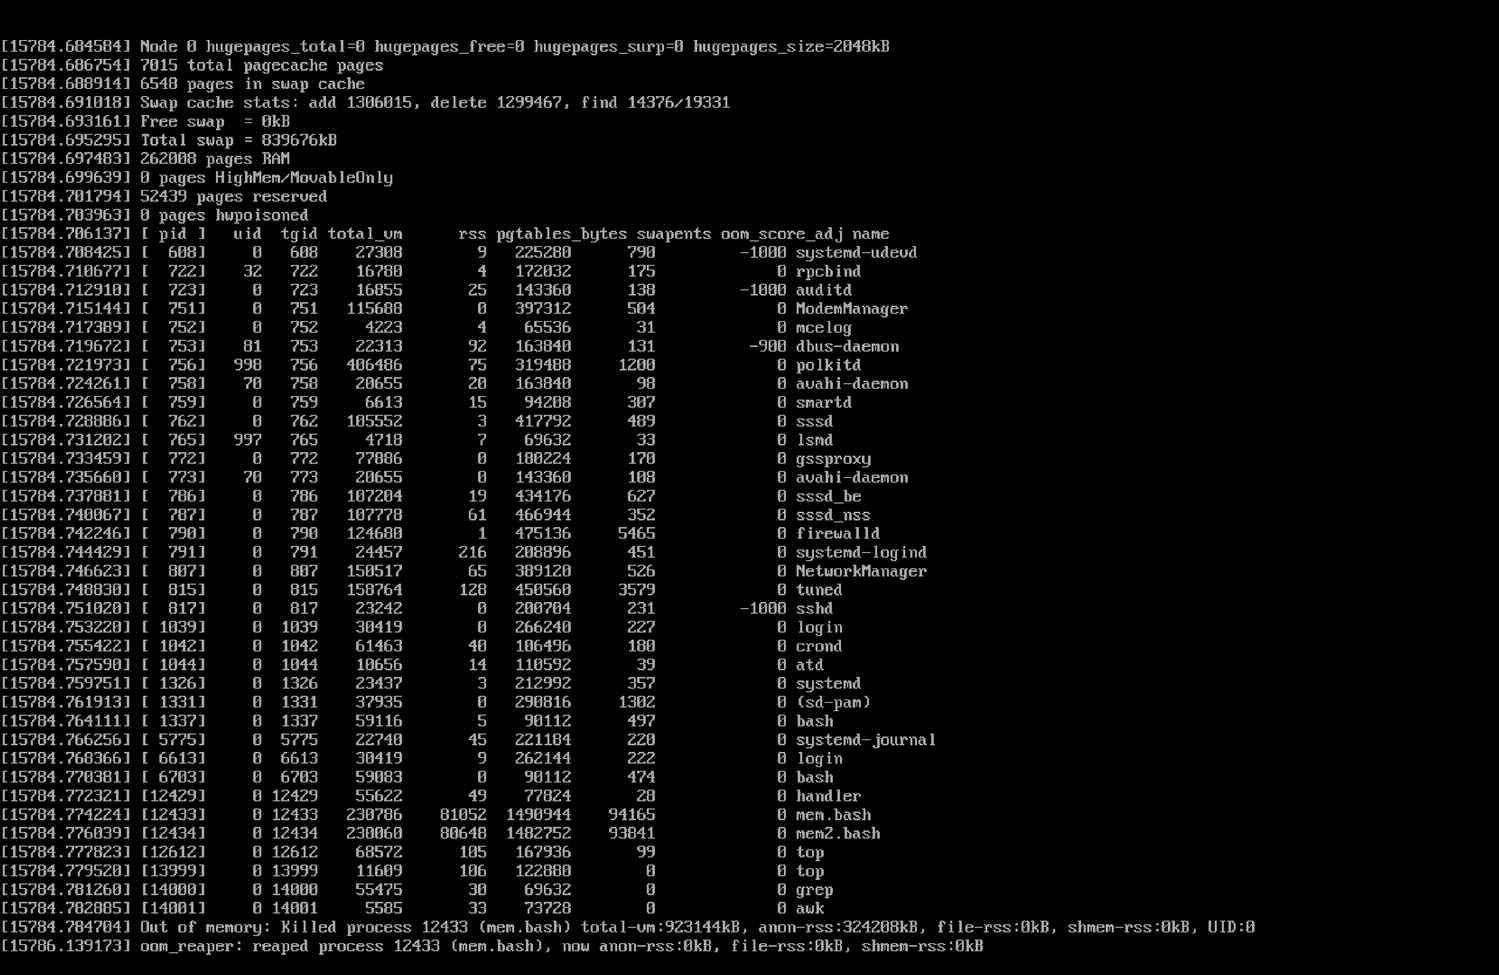 [15784.684584] Node 0 hugepages_total=0 hugepages_free=0 hugepages_surp=0 hugepages_size=2048kB
[15784.686754] 7015 total pagecache pages
[15784.688914] 6548 pages in swap cache
[15784.691018] Swap cache stats: add 1306015, delete 1299467, find 14376/19331
[15784.693161] Free swap  = 0kB
[15784.695295] Total swap = 839676kB
[15784.697483] 262008 pages RAM
[15784.699639] 0 pages HighMem/MovableOnly
[15784.701794] 52439 pages reserved
[15784.703963] 0 pages hwpoisoned
[15784.706137] [ pid ]   uid  tgid total_vm      rss pgtables_bytes swapents oom_score_adj name
[15784.708425] [  608]     0   608    27308        9   225280      790         -1000 systemd-udevd
[15784.710677] [  722]    32   722    16780        4   172032      175             0 rpcbind
[15784.712910] [  723]     0   723    16855       25   143360      138         -1000 auditd
[15784.715144] [  751]     0   751   115688        0   397312      504             0 ModemManager
[15784.717389] [  752]     0   752     4223        4    65536       31             0 mcelog
[15784.719672] [  753]    81   753    22313       92   163840      131          -900 dbus-daemon
[15784.721973] [  756]   998   756   406486       75   319488     1200             0 polkitd
[15784.724261] [  758]    70   758    20655       20   163840       98             0 avahi-daemon
[15784.726564] [  759]     0   759     6613       15    94208      307             0 smartd
[15784.728886] [  762]     0   762   105552        3   417792      489             0 sssd
[15784.731202] [  765]   997   765     4718        7    69632       33             0 lsmd
[15784.733459] [  772]     0   772    77886        0   180224      170             0 gssproxy
[15784.735660] [  773]    70   773    20655        0   143360      108             0 avahi-daemon
[15784.737881] [  786]     0   786   107204       19   434176      627             0 sssd_be
[15784.740067] [  787]     0   787   107778       61   466944      352             0 sssd_nss
[15784.742246] [  790]     0   790   124680        1   475136     5465             0 firewalld
[15784.744429] [  791]     0   791    24457      216   208896      451             0 systemd-logind
[15784.746623] [  807]     0   807   150517       65   389120      526             0 NetworkManager
[15784.748830] [  815]     0   815   158764      128   450560     3579             0 tuned
[15784.751020] [  817]     0   817    23242        0   200704      231         -1000 sshd
[15784.753220] [ 1039]     0  1039    30419        0   266240      227             0 login
[15784.755422] [ 1042]     0  1042    61463       40   106496      180             0 crond
[15784.757590] [ 1044]     0  1044    10656       14   110592       39             0 atd
[15784.759751] [ 1326]     0  1326    23437        3   212992      357             0 systemd
[15784.761913] [ 1331]     0  1331    37935        0   290816     1302             0 (sd-pam)
[15784.764111] [ 1337]     0  1337    59116        5    90112      497             0 bash
[15784.766256] [ 5775]     0  5775    22740       45   221184      220             0 systemd-journal
[15784.768366] [ 6613]     0  6613    30419        9   262144      222             0 login
[15784.770381] [ 6703]     0  6703    59083        0    90112      474             0 bash
[15784.772321] [12429]     0 12429    55622       49    77824       28             0 handler
[15784.774224] [12433]     0 12433   230786    81052  1490944    94165             0 mem.bash
[15784.776039] [12434]     0 12434   230060    80648  1482752    93841             0 mem2.bash
[15784.777823] [12612]     0 12612    68572      105   167936       99             0 top
[15784.779520] [13999]     0 13999    11609      106   122880        0             0 top
[15784.781260] [14000]     0 14000    55475       30    69632        0             0 grep
[15784.782885] [14001]     0 14001     5585       33    73728        0             0 awk
[15784.784704] Out of memory: Killed process 12433 (mem.bash) total-vm:923144kB, anon-rss:324208kB, file-rss:0kB, shmem-rss:0kB, UID:0
[15786.139173] oom_reaper: reaped process 12433 (mem.bash), now anon-rss:0kB, file-rss:0kB, shmem-rss:0kB